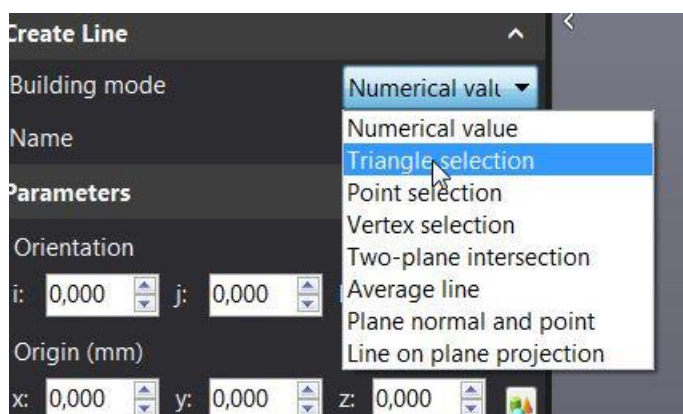 Create Line
Building mode
Numerical valu
Name
Numerical value
Triangle selection
Point selection
Vertex selection
Two-plane intersection
Average line
Plane normal and point
Line on plane projection
Parameters
Orientation
i: 0,000 j: 0,000
Origin (mm)
x: 0,000 y: 0,000 z: 0,000